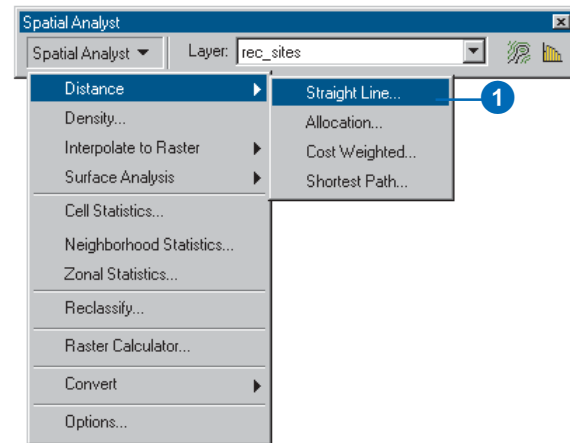 Spatial Analyst
Spatial Analyst Layer: rec_sites
Distance
Density...
Interpolate to Raster
Surface Analysis
Cell Statistics...
Neighborhood Statistics...
Zonal Statistics...
Reclassify...
Raster Calculator...
Convert
Options...
Straight Line...
Allocation...
Cost Weighted...
Shortest Path...
1